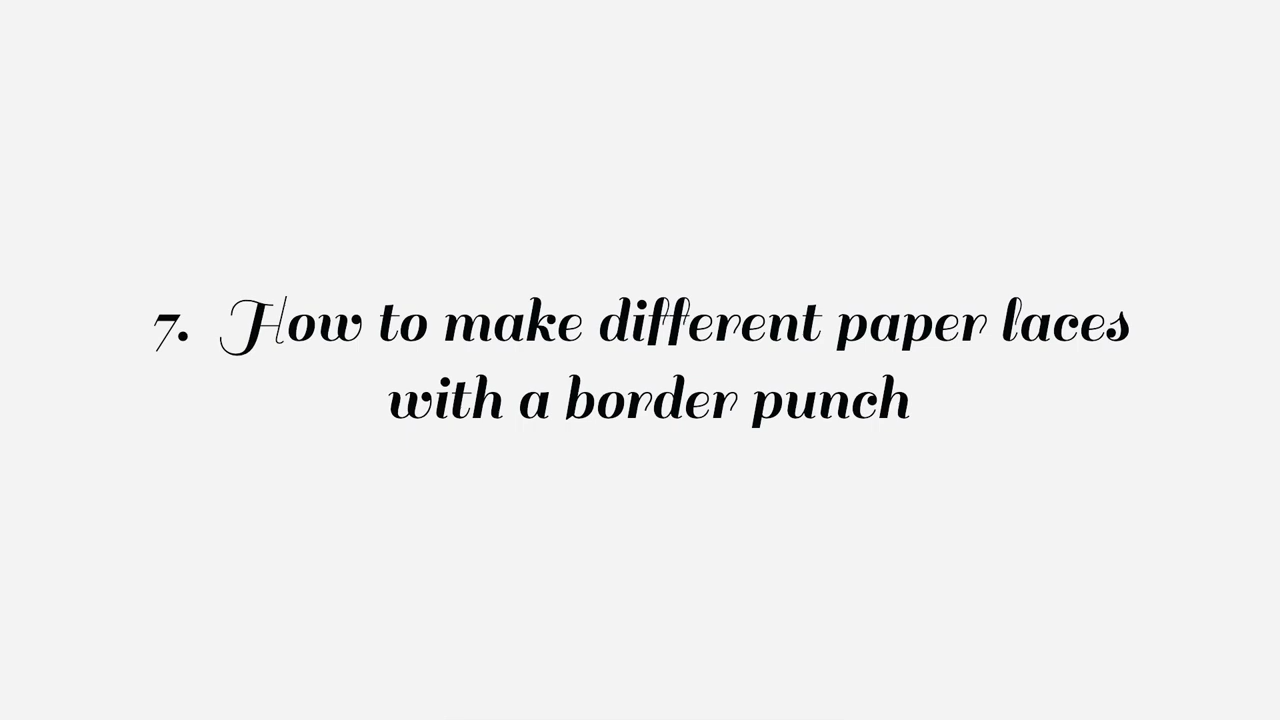 7. How to make different paper laces
with a border punch